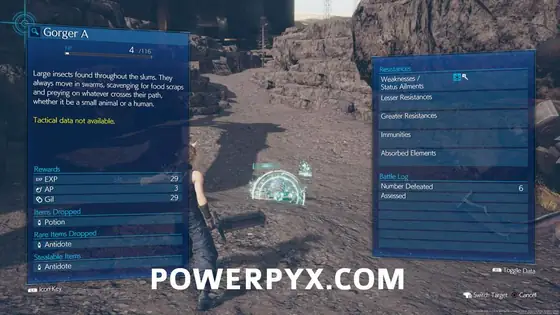 Gorger A
HP
4 /116
Large insects found throughout the slums. They
always move in swarms, scavenging for food scraps
and preying on whatever crosses their path,
whether it be a small animal or a human.
Tactical data not available.
Rewards
EXP 29
AP 3
Gil 29
Items Dropped
Potion
Rare Items Dropped
Antidote
Stealable Items
Antidote
Icon Key
Resistances
Weaknesses /
Status Ailments
Lesser Resistances
Greater Resistances
Immunities
Absorbed Elements
Battle Log
Number Defeated 6
Assessed
Toggle Data
Switch Target
Cancel
POWERPYX.COM